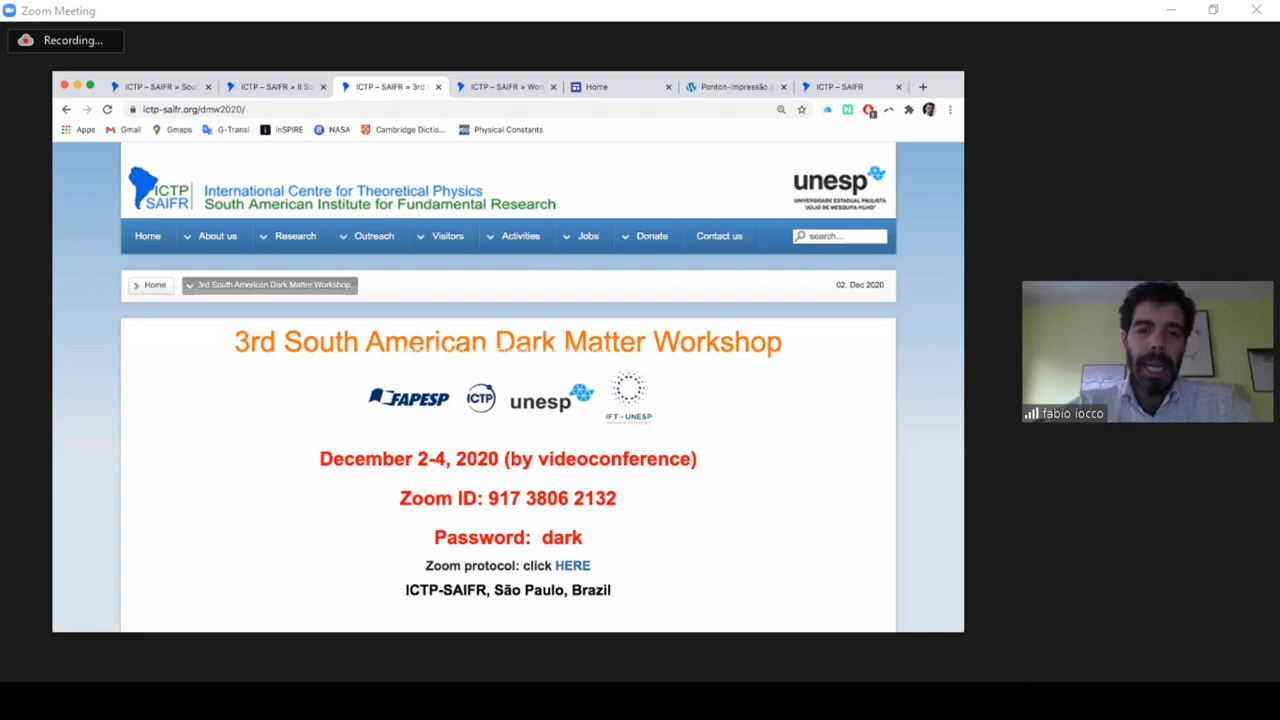 Zoom Meeting
Recording...
ICTP – SAIFR » Sout
ICTP – SAIFR » II So
ICTP – SAIFR » 3rd
ICTP – SAIFR » Wor
Home
Ponton-impressão.j
ICTP – SAIFR
ictp-saifr.org/dmw2020/
Apps
Gmail
Gmaps
G-Transl
iNSPIRE
NASA
Cambridge Dictio...
Physical Constants
ICTP
SAIFR
International Centre for Theoretical Physics
South American Institute for Fundamental Research
unesp
UNIVERSIDADE ESTADUAL PAULISTA
"JÚLIO DE MESQUITA FILHO"
Home
About us
Research
Outreach
Visitors
Activities
Jobs
Donate
Contact us
search...
Home
3rd South American Dark Matter Workshop
02. Dec 2020
3rd South American Dark Matter Workshop
FAPESP
ICTP
unesp
IFT - UNESP
December 2-4, 2020 (by videoconference)
Zoom ID: 917 3806 2132
Password: dark
Zoom protocol: click HERE
ICTP-SAIFR, São Paulo, Brazil
fabio iocco